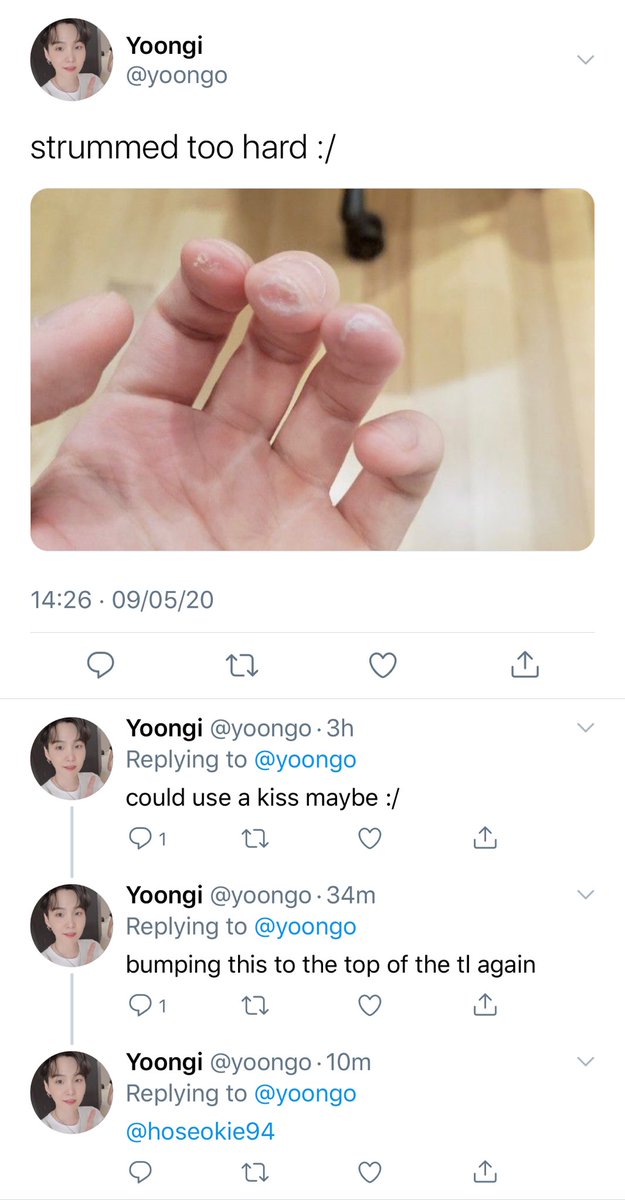 Yoongi
@yoongo
strummed too hard :/
14:26 · 09/05/20
Yoongi @yoongo · 3h
Replying to @yoongo
could use a kiss maybe :/
1
Yoongi @yoongo · 34m
Replying to @yoongo
bumping this to the top of the tl again
1
Yoongi @yoongo · 10m
Replying to @yoongo
@hoseokie94